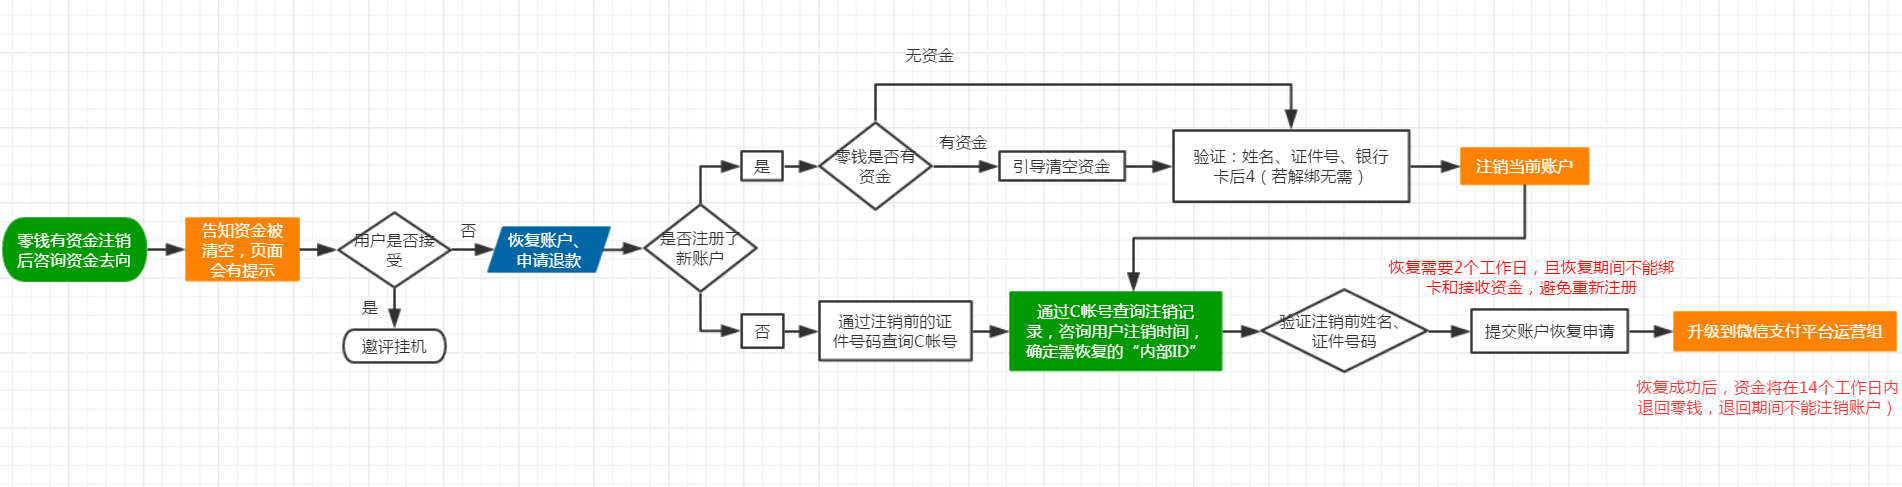 零钱有资金注销
后咨询资金去向
告知资金被
清空，页面
会有提示
用户是否接
受
否
是
邀评挂机
恢复账户、
申请退款
是否注册了
新账户
是
零钱是否有
资金
无资金
有资金
引导清空资金
验证：姓名、证件号、银行
卡后4（若解绑无需）
注销当前账户
否
通过注销前的证
件号码查询C帐号
通过C帐号查询注销记
录，咨询用户注销时间，
确定需恢复的“内部ID”
验证注销前姓名、
证件号码
恢复需要2个工作日，且恢复期间不能绑
卡和接收资金，避免重新注册
提交账户恢复申请
升级到微信支付平台运营组
恢复成功后，资金将在14个工作日内
退回零钱，退回期间不能注销账户）